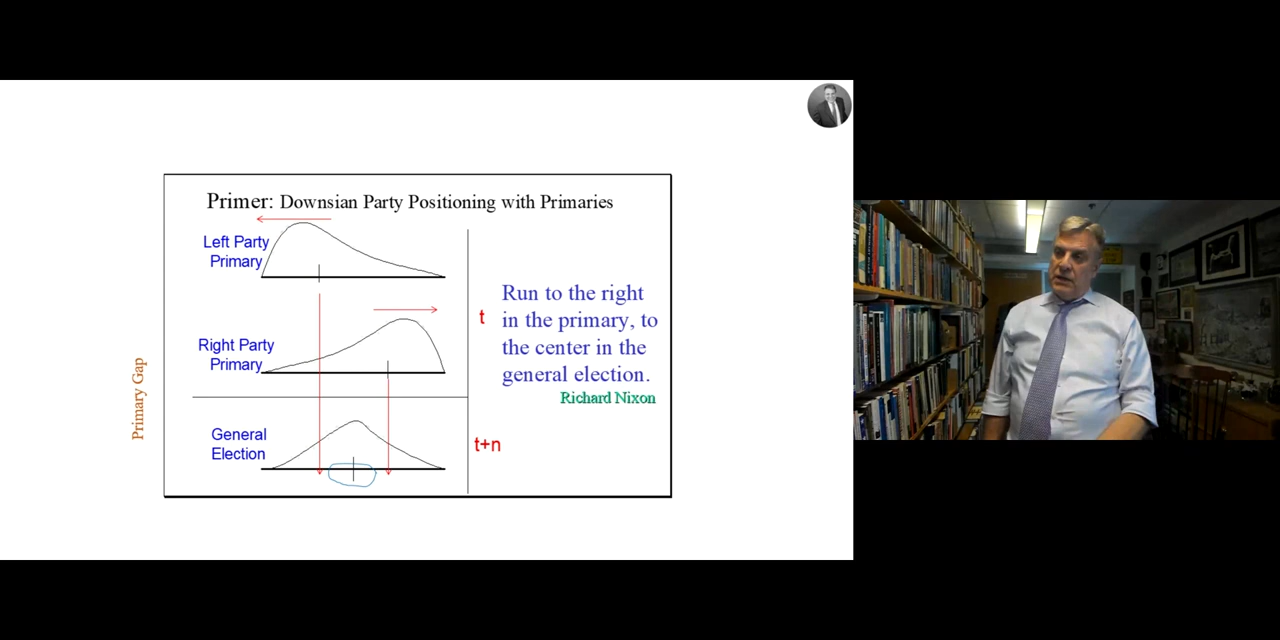 Primer: Downsian Party Positioning with Primaries
Left Party
Primary
Right Party
Primary
General
Election
Primary Gap
t
t+n
Run to the right
in the primary, to
the center in the
general election.
Richard Nixon